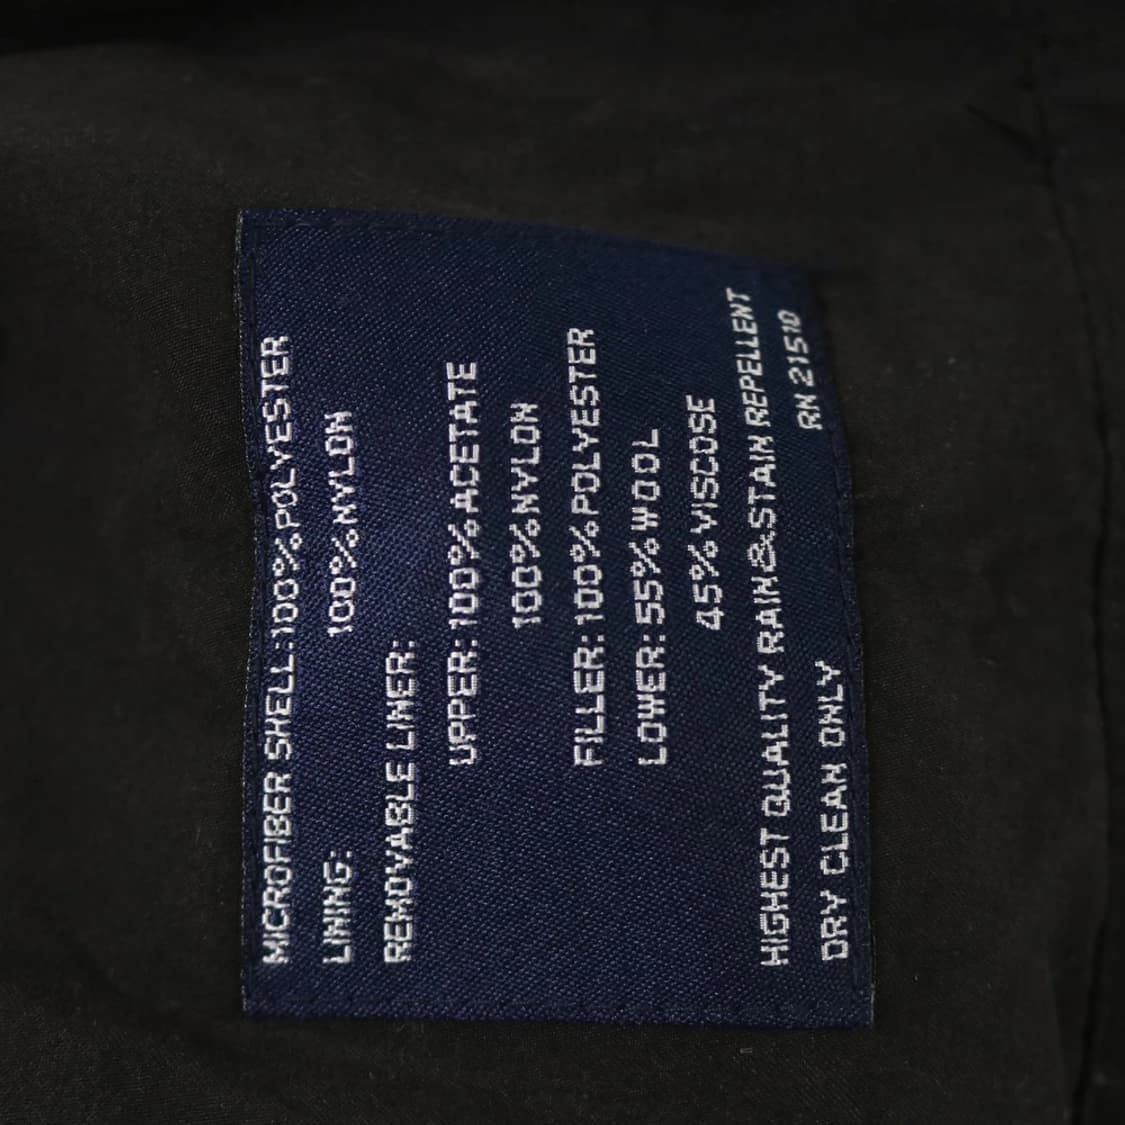 MICROFIBER SHELL:100%POLYESTER
LINING: 100%NYLON
REMOVABLE LINER:
UPPER:100%ACETATE
100%NYLON
FILLER:100%POLYESTER
LOWER:55%WOOL
45%VISCOSE
HIGHEST QUALITY RAIN&STAIN REPELLENT
DRY CLEAN ONLY RN 21510